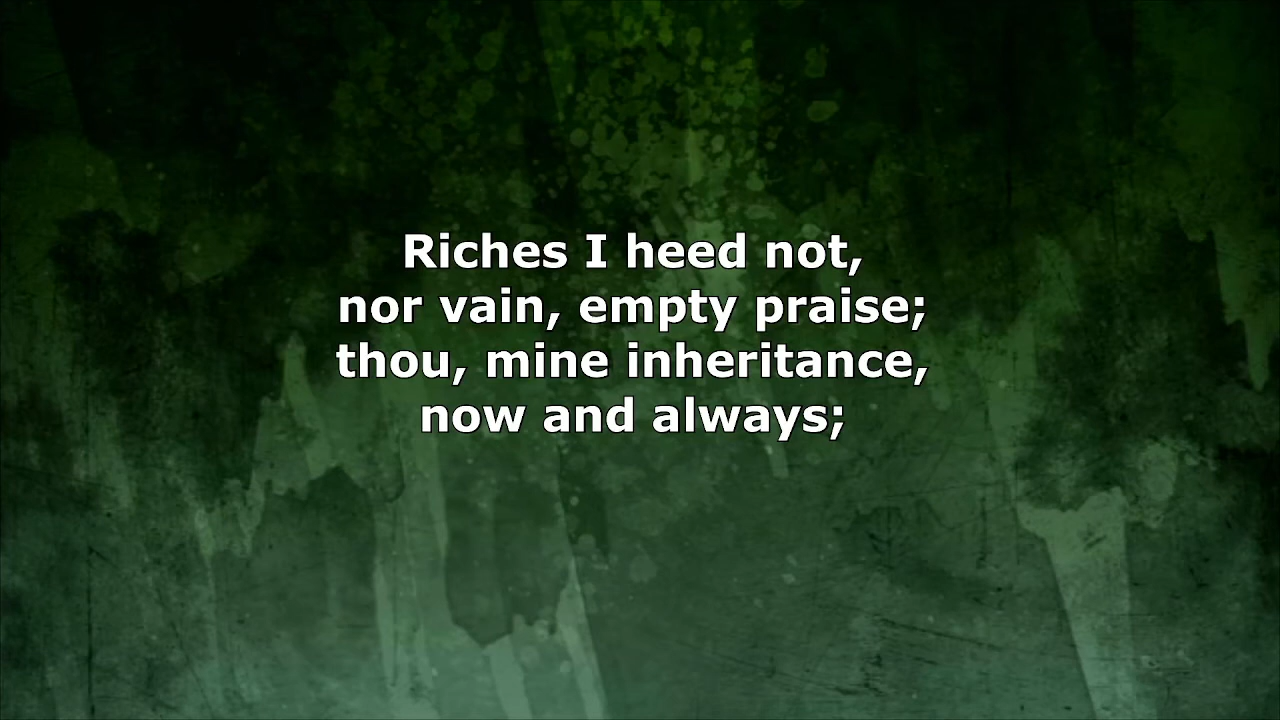 Riches I heed not,
nor vain, empty praise;
thou, mine inheritance,
now and always;